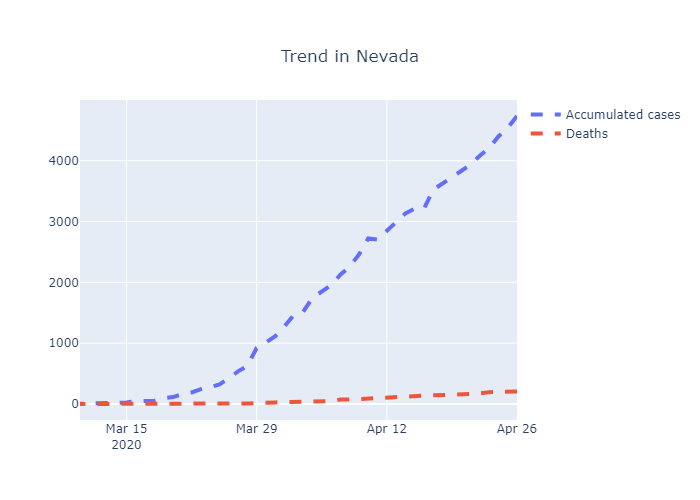 Trend in Nevada
Accumulated cases
Deaths
4000
3000
2000
1000
0
Mar 15
2020
Mar 29
Apr 12
Apr 26